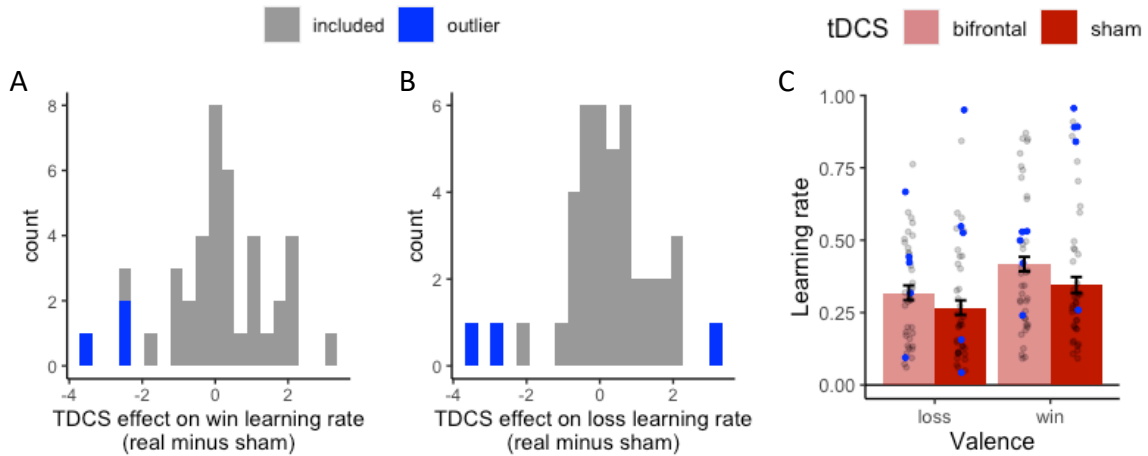 included
outlier
tDCS
bifrontal
sham
A
count
8
6
4
2
0
-4
-2
0
2
TDCS effect on win learning rate
(real minus sham)
B
count
6
4
2
0
-4
-2
0
2
TDCS effect on loss learning rate
(real minus sham)
C
Learning rate
1.00
0.75
0.50
0.25
0.00
loss
win
Valence